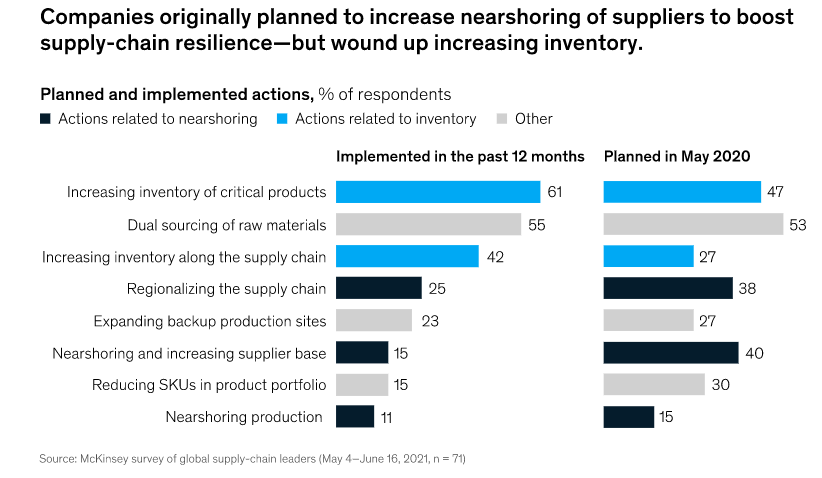 Companies originally planned to increase nearshoring of suppliers to boost
supply-chain resilience—but wound up increasing inventory.
Planned and implemented actions, % of respondents
Actions related to nearshoring Actions related to inventory Other
Implemented in the past 12 months Planned in May 2020
Increasing inventory of critical products 61 47
Dual sourcing of raw materials 55 53
Increasing inventory along the supply chain 42 27
Regionalizing the supply chain 25 38
Expanding backup production sites 23 27
Nearshoring and increasing supplier base 15 40
Reducing SKUs in product portfolio 15 30
Nearshoring production 11 15
Source: McKinsey survey of global supply-chain leaders (May 4–June 16, 2021, n = 71)